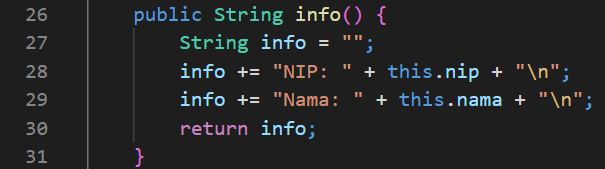 26 public String info() {
27 String info = "";
28 info += "NIP: " + this.nip + "\n";
29 info += "Nama: " + this.nama + "\n";
30 return info;
31 }